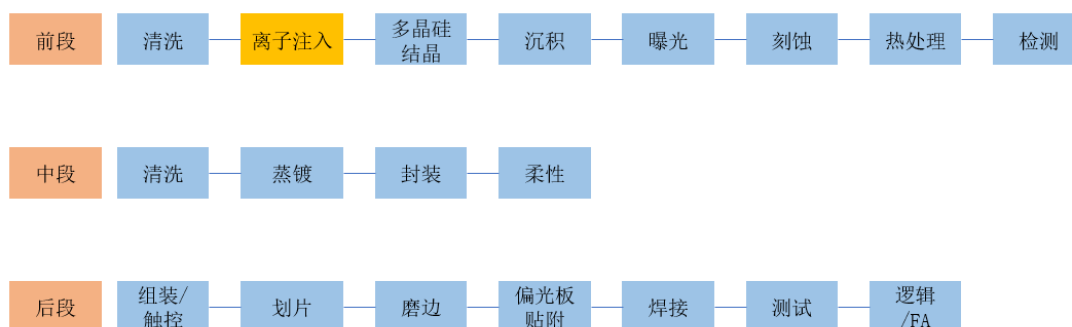 前段
清洗
离子注入
多晶硅
结晶
沉积
曝光
刻蚀
热处理
检测
中段
清洗
蒸镀
封装
柔性
后段
组装/
触控
划片
磨边
偏光板
贴附
焊接
测试
逻辑
/FA